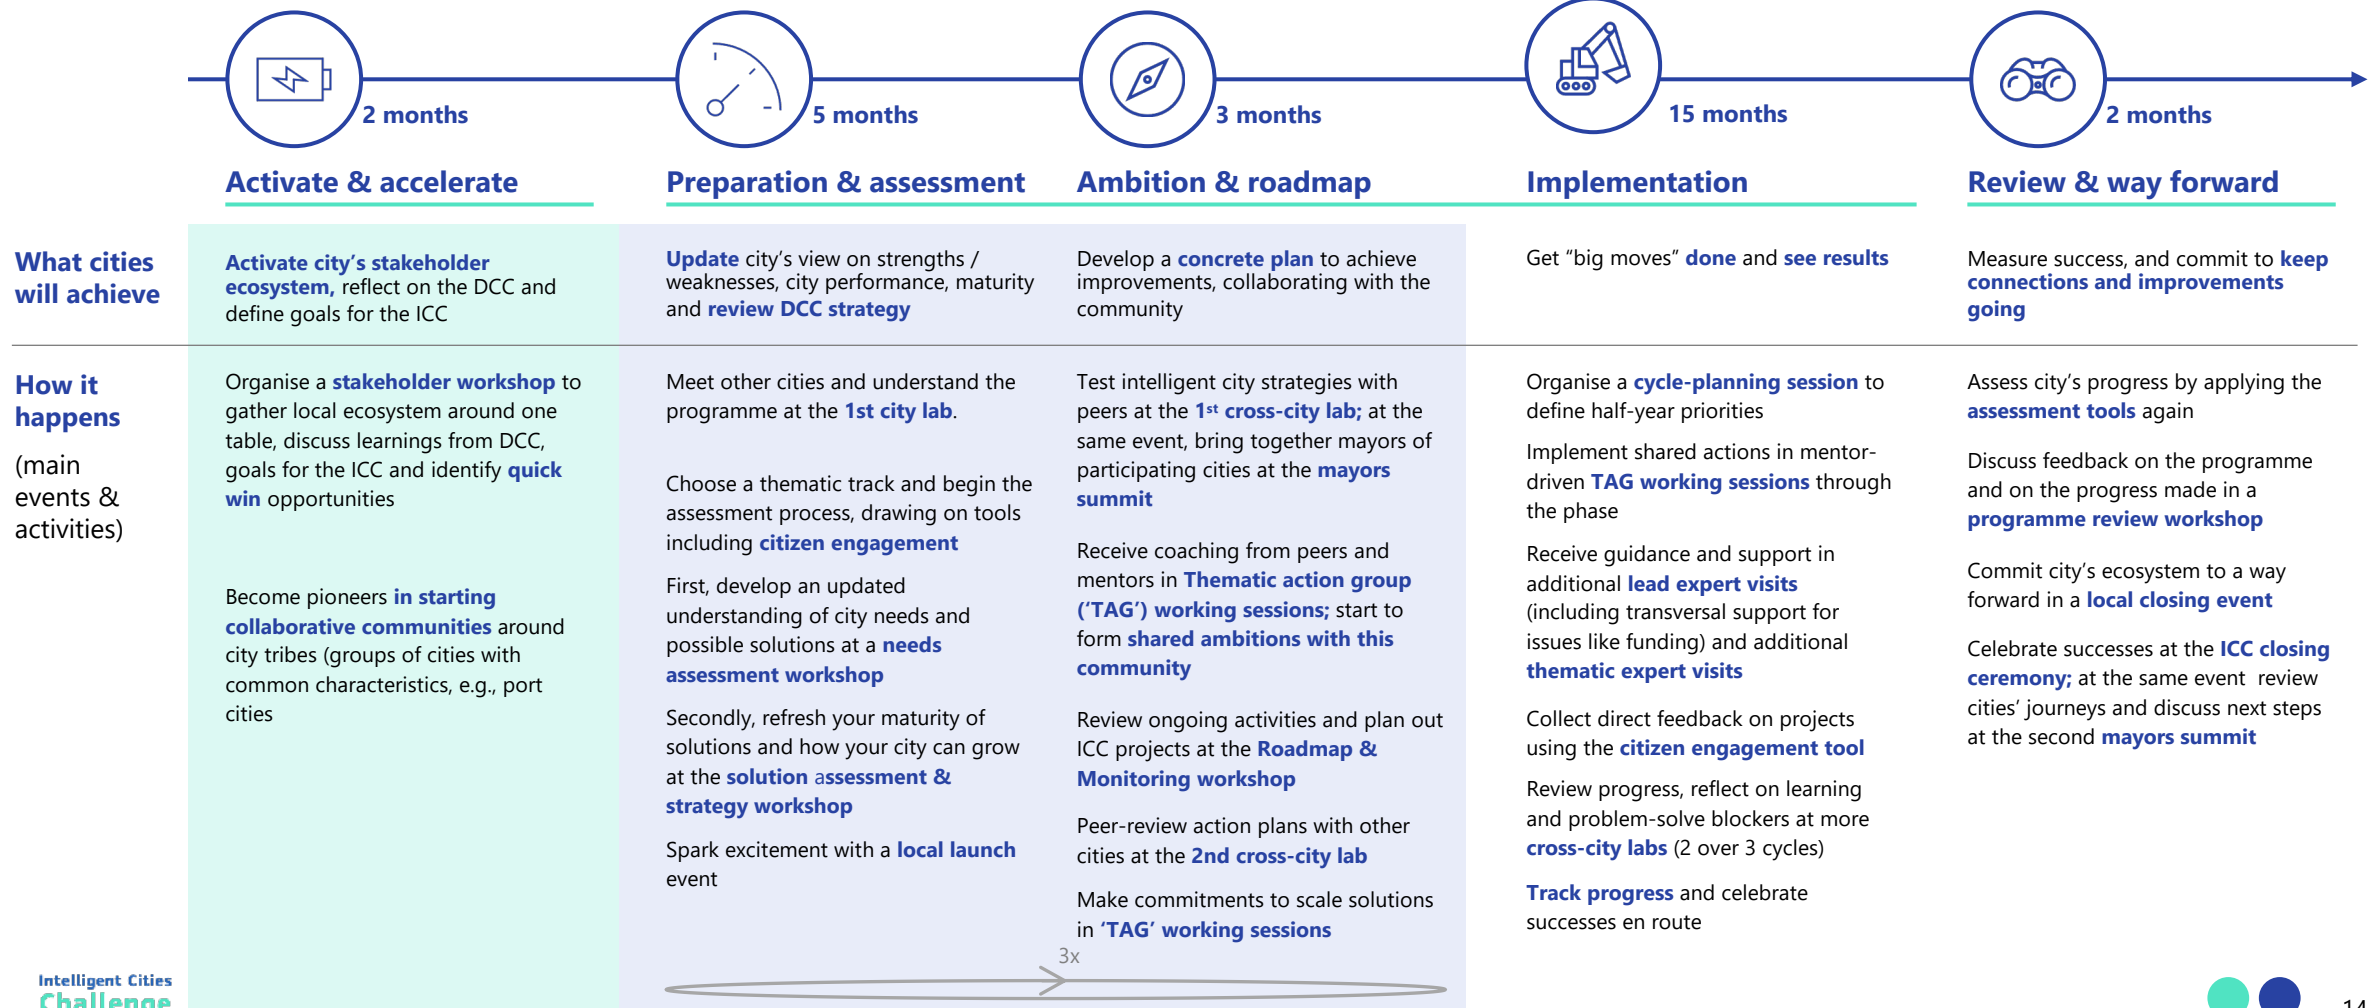 2 months
5 months
3 months
15 months
2 months
Activate & accelerate
Preparation & assessment
Ambition & roadmap
Implementation
Review & way forward
What cities
will achieve
Activate city's stakeholder
ecosystem, reflect on the DCC and
define goals for the ICC
Update city's view on strengths /
weaknesses, city performance, maturity
and review DCC strategy
Develop a concrete plan to achieve
improvements, collaborating with the
community
Get "big moves" done and see results
Measure success, and commit to keep
connections and improvements
going
How it
happens
(main
events &
activities)
Organise a stakeholder workshop to
gather local ecosystem around one
table, discuss learnings from DCC,
goals for the ICC and identify quick
win opportunities
Become pioneers in starting
collaborative communities around
city tribes (groups of cities with
common characteristics, e.g., port
cities
Meet other cities and understand the
programme at the 1st city lab.
Choose a thematic track and begin the
assessment process, drawing on tools
including citizen engagement
First, develop an updated
understanding of city needs and
possible solutions at a needs
assessment workshop
Secondly, refresh your maturity of
solutions and how your city can grow
at the solution assessment &
strategy workshop
Spark excitement with a local launch
event
Test intelligent city strategies with
peers at the 1st cross-city lab; at the
same event, bring together mayors of
participating cities at the mayors
summit
Receive coaching from peers and
mentors in Thematic action group
('TAG') working sessions; start to
form shared ambitions with this
community
Review ongoing activities and plan out
ICC projects at the Roadmap &
Monitoring workshop
Peer-review action plans with other
cities at the 2nd cross-city lab
Make commitments to scale solutions
in 'TAG' working sessions
3x
Organise a cycle-planning session to
define half-year priorities
Implement shared actions in mentor-
driven TAG working sessions through
the phase
Receive guidance and support in
additional lead expert visits
(including transversal support for
issues like funding) and additional
thematic expert visits
Collect direct feedback on projects
using the citizen engagement tool
Review progress, reflect on learning
and problem-solve blockers at more
cross-city labs (2 over 3 cycles)
Track progress and celebrate
successes en route
Assess city's progress by applying the
assessment tools again
Discuss feedback on the programme
and on the progress made in a
programme review workshop
Commit city's ecosystem to a way
forward in a local closing event
Celebrate successes at the ICC closing
ceremony; at the same event review
cities' journeys and discuss next steps
at the second mayors summit
Intelligent Cities
Challenge
14